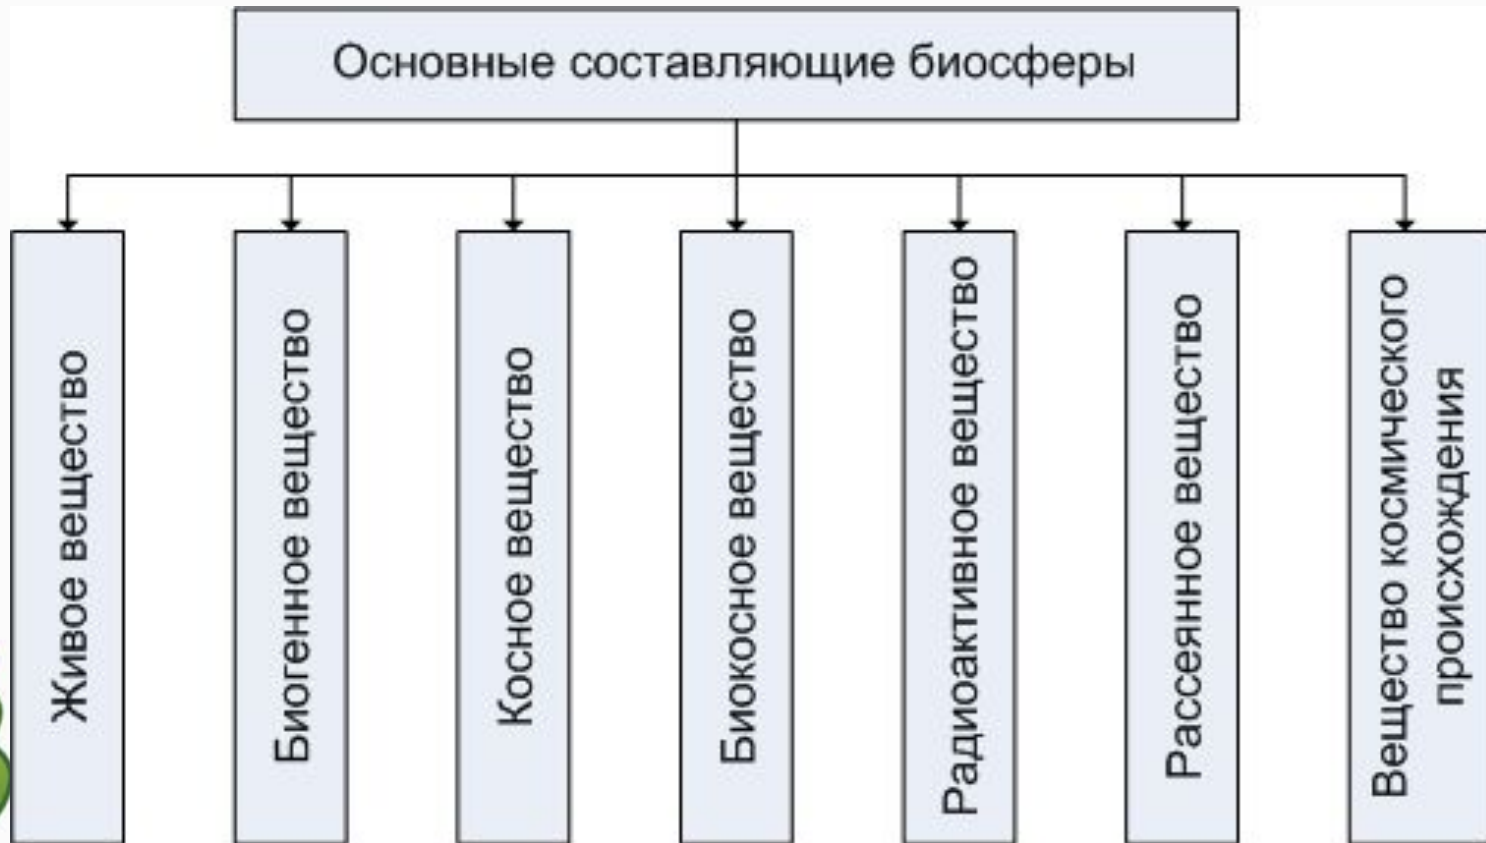 Основные составляющие биосферы
Живое вещество
Биогенное вещество
Косное вещество
Биокосное вещество
Радиоактивное вещество
Рассеянное вещество
Вещество космического
происхождения